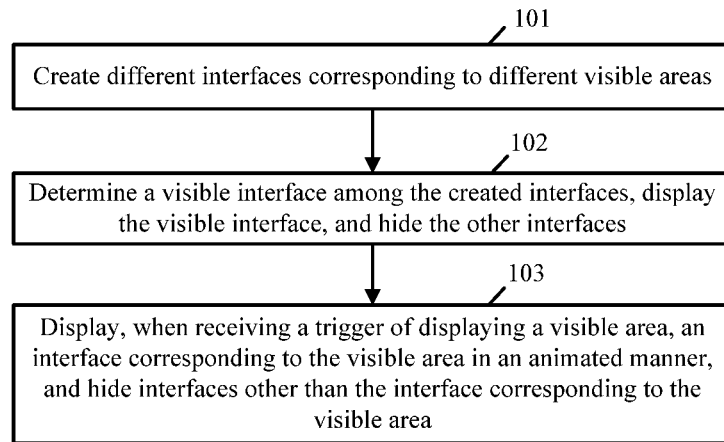 101
Create different interfaces corresponding to different visible areas
102
Determine a visible interface among the created interfaces, display
the visible interface, and hide the other interfaces
103
Display, when receiving a trigger of displaying a visible area, an
interface corresponding to the visible area in an animated manner,
and hide interfaces other than the interface corresponding to the
visible area